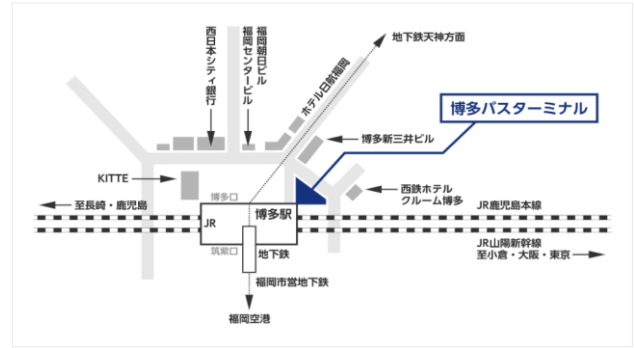 西日本シティ
銀行
福岡センタービル
福岡朝日ビル
ホテル日航福岡
地下鉄天神方面
博多バスターミナル
博多新三井ビル
KITTE
西鉄ホテル
クルーム博多
至長崎・鹿児島
博多口
博多駅
JR
JR鹿児島本線
筑紫口
地下鉄
JR山陽新幹線
至小倉・大阪・東京
福岡市営地下鉄
福岡空港